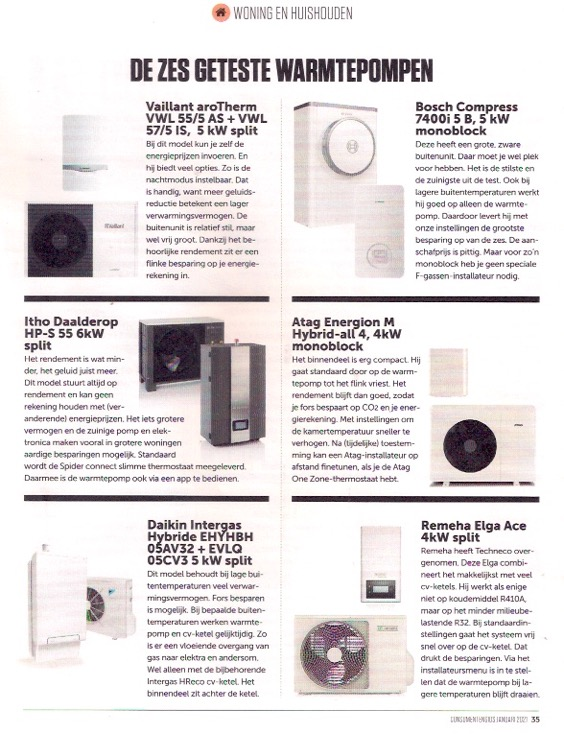 WONING EN HUISHOUDEN
DE ZES GETESTE WARMTEPOMPEN
Vaillant aroTherm
VWL 55/5 AS + VWL
57/5 IS, 5 kW split
Bij dit model kun je zelf de
energieprijzen invoeren. En
hij biedt veel opties. Zo is de
nachtmodus instelbaar. Dat
is handig, want meer geluids-
reductie betekent een lager
verwarmingsvermogen. De
buitenunit is relatief stil, maar
wel vrij groot. Dankzij het be-
hoorlijke rendement zit er een
flinke besparing op je energie-
rekening in.
Vaillant
Bosch Compress
7400i 5 B, 5 kW
monoblock
Deze heeft een grote, zware
buitenunit. Daar moet je wel plek
voor hebben. Het is de stilste en
de zuinigste uit de test. Ook bij
lagere buitentemperaturen werkt
hij goed op alleen de warmte-
pomp. Daardoor levert hij met
onze instellingen de grootste
besparing op van de zes. De aan-
schafprijs is pittig. Maar voor zo'n
monoblock heb je geen speciale
F-gassen-installateur nodig.
Itho Daalderop
HP-S 55 6kW
split
Het rendement is wat min-
der, het geluid juist meer.
Dit model stuurt altijd op
rendement en kan geen
rekening houden met (ver-
anderende) energieprijzen. Het iets grotere
vermogen en de zuinige pomp en elek-
tronica maken vooral in grotere woningen
aardige besparingen mogelijk. Standaard
wordt de Spider connect slimme thermostaat meegeleverd.
Daarmee is de warmtepomp ook via een app te bedienen.
Atag Energion M
Hybrid-all 4, 4kW
monoblock
Het binnendeel is erg compact. Hij
gaat standaard door op de warm-
tepomp tot het flink vriest. Het
rendement blijft dan goed, zodat
je fors bespaart op CO2 en je ener-
gierekening. Met instellingen om
de kamertemperatuur sneller te
verhogen. Na (tijdelijke) toestem-
ming kan een Atag-installateur op
afstand finetunen, als je de Atag
One Zone-thermostaat hebt.
Daikin Intergas
Hybride EHYHBH
05AV32 + EVLQ
05CV3 5 kW split
Dit model behoudt bij lage bui-
tentemperaturen veel verwar-
mingsvermogen. Fors besparen
is mogelijk. Bij bepaalde buiten-
temperaturen werken warmte-
pomp en cv-ketel gelijktijdig. Zo
is er een vloeiende overgang van
gas naar elektra en andersom.
Wel alleen met de bijbehorende
Intergas HReco cv-ketel. Het
binnendeel zit achter de ketel.
Remeha Elga Ace
4kW split
Remeha heeft Techneco over-
genomen. Deze Elga combi-
neert het makkelijkst met veel
cv-ketels. Hij werkt als enige
niet op koudemiddel R410A,
maar op het minder milieube-
lastende R32. Bij standaardin-
stellingen gaat het systeem vrij
snel over op de cv-ketel. Dat
drukt de besparingen. Via het
installateursmenu is in te stel-
len dat de warmtepomp bij la-
gere temperaturen blijft draaien.
CONSUMENTENGIDS JANUARI 2021 35